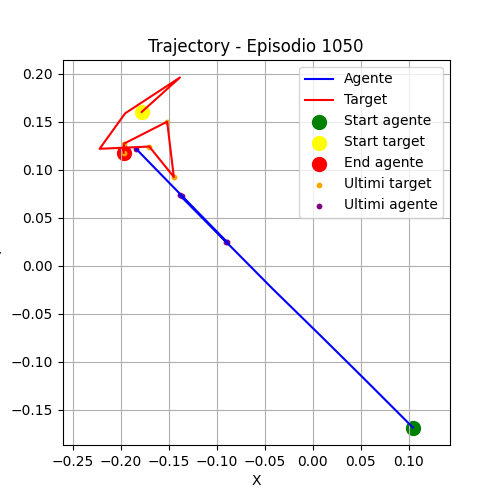 Trajectory - Episodio 1050
Agente
Target
Start agente
Start target
End agente
Ultimi target
Ultimi agente
0.20
0.15
0.10
0.05
0.00
−0.05
−0.10
−0.15
−0.25 −0.20 −0.15 −0.10 −0.05 0.00 0.05 0.10
X